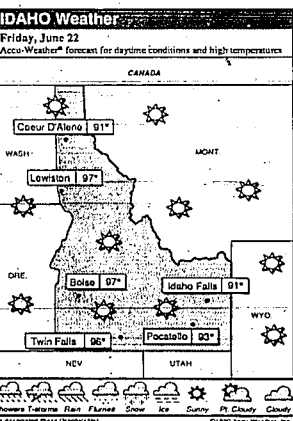 IDAHO Weather
Friday, June 22
Accu-Weather® forecast for daytime conditions and high temperatures
CANADA
Coeur D'Alene 91°
WASH.
MONT.
Lewiston 97°
ORE.
Boise 97°
Idaho Falls 91°
WYO.
Twin Falls 96°
Pocatello 93°
NEV
UTAH
Showers T-storms Rain Flurries Snow Ice Sunny Pt. Cloudy Cloudy